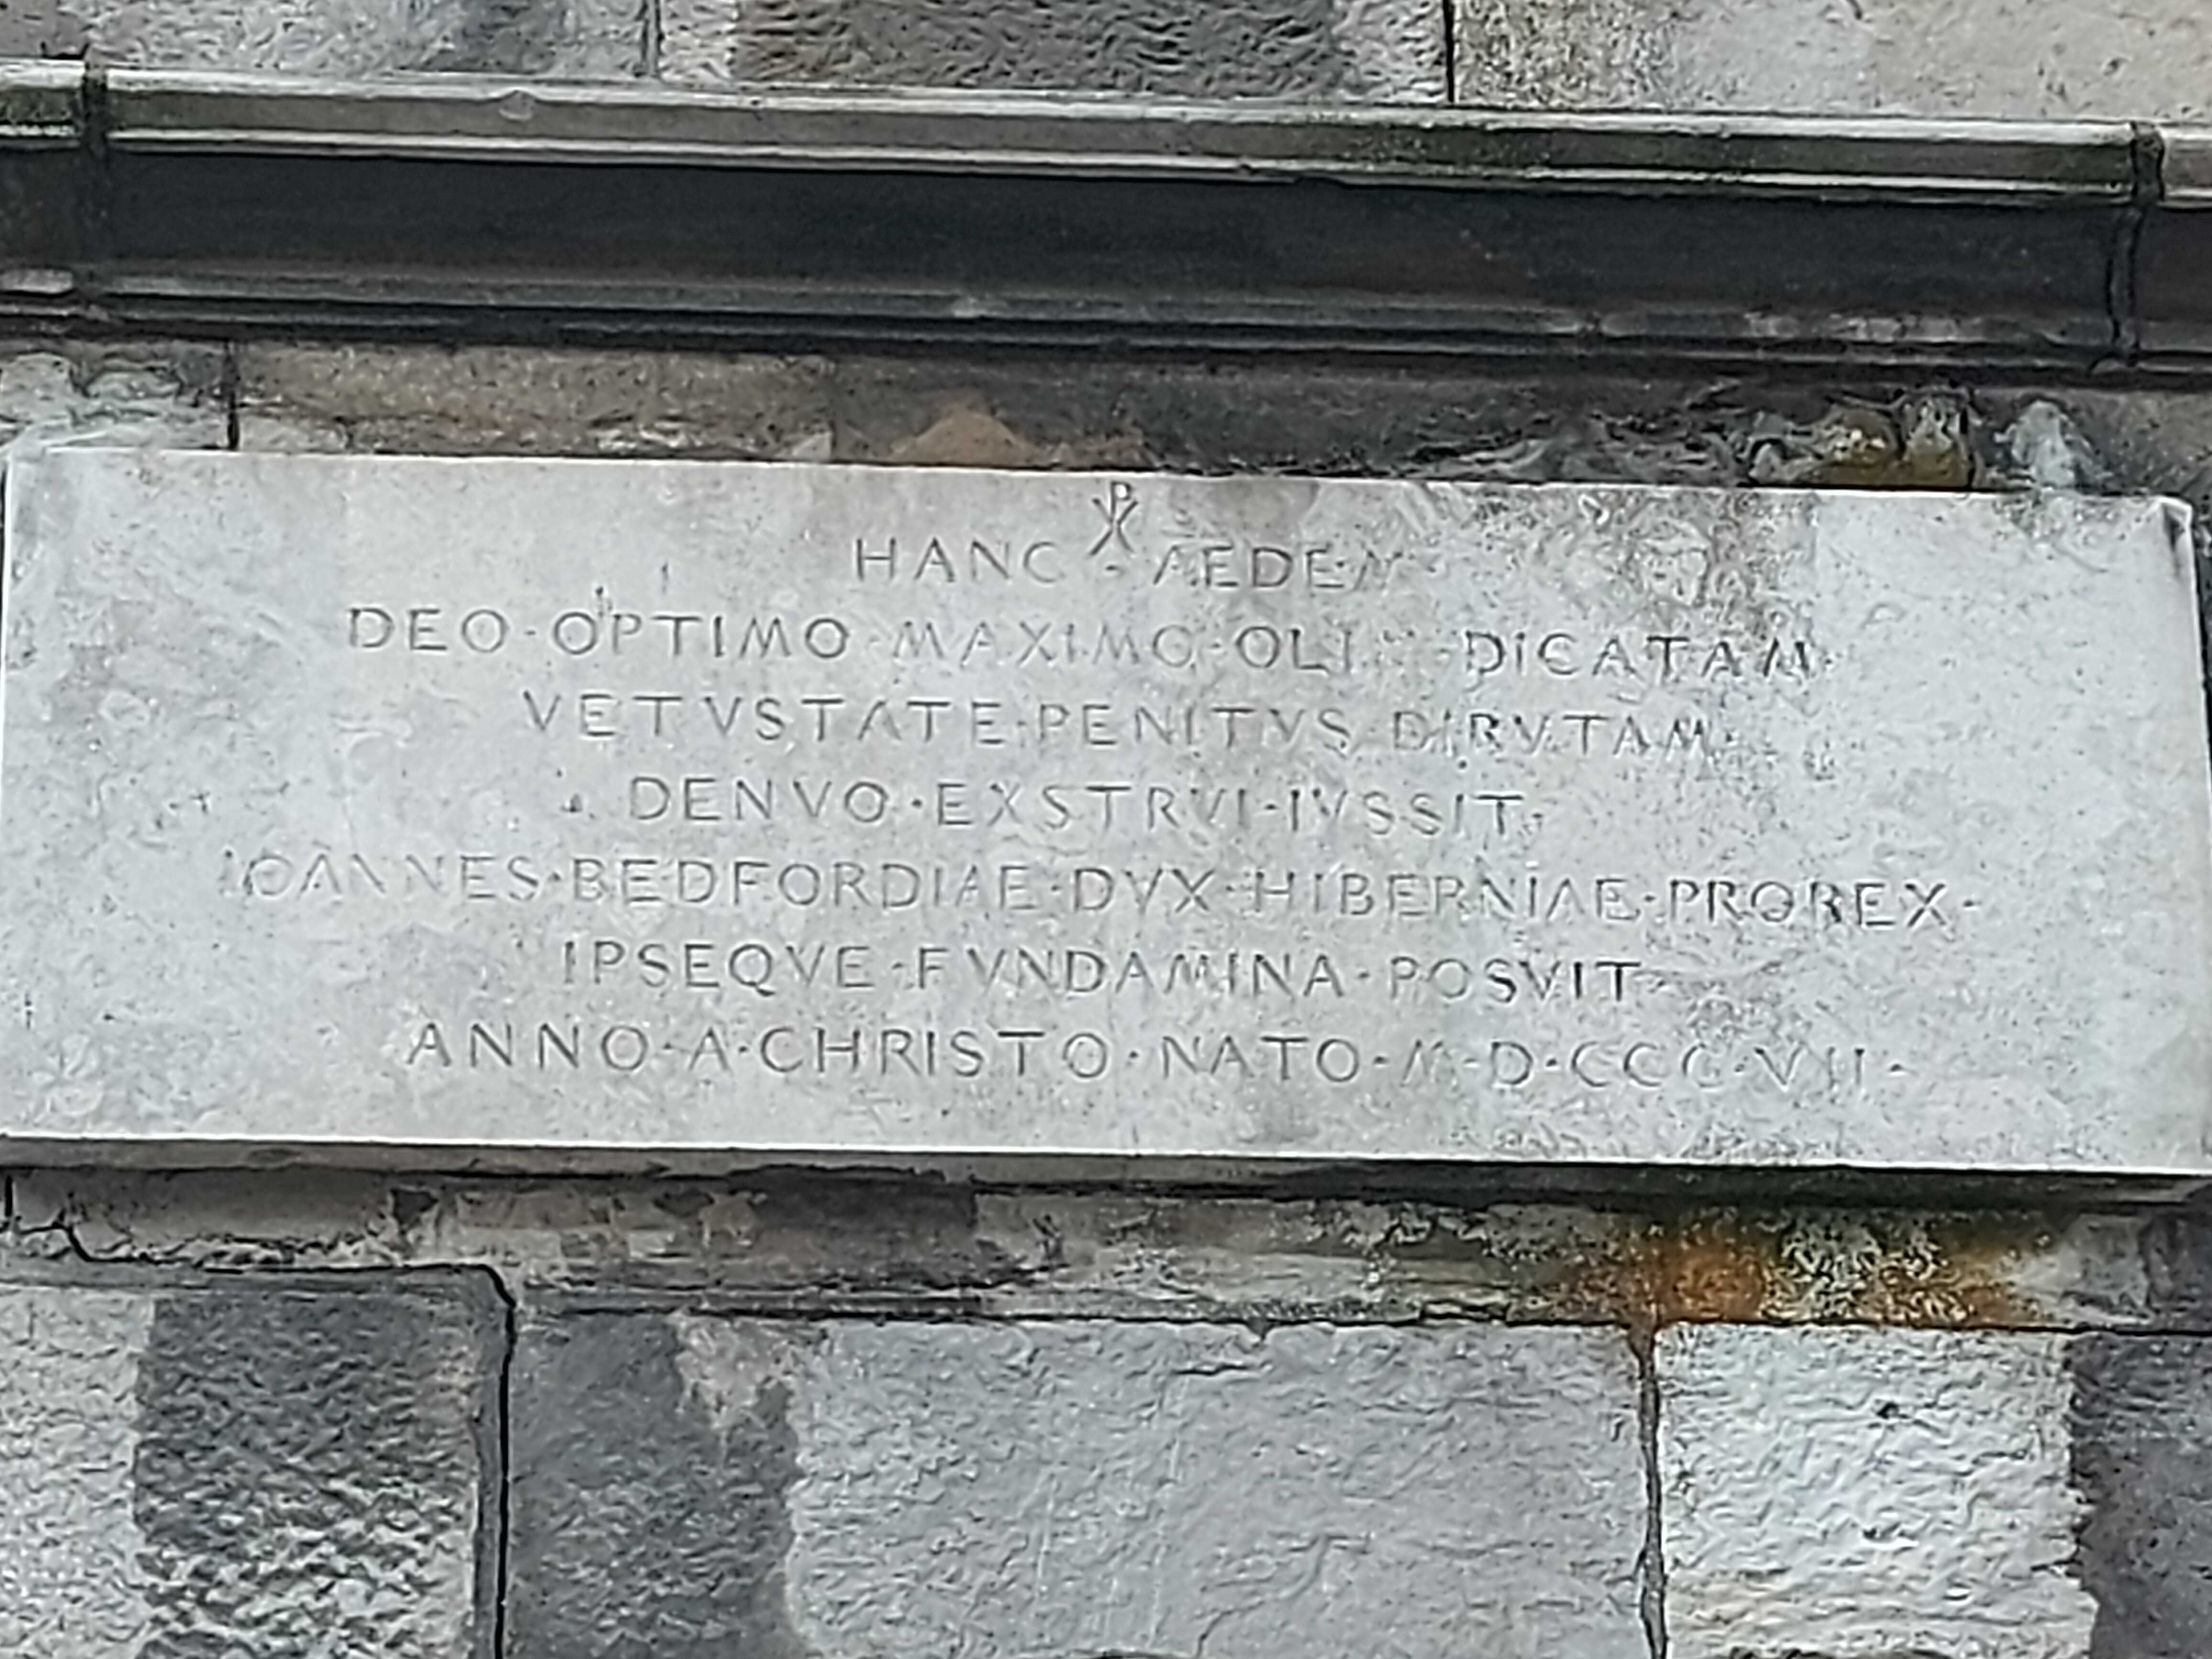 ☧
HANC · AEDEM
DEO · OPTIMO · MAXIMO · OLIM · DICATAM
VETVSTATE · PENITVS DIRVTAM
DENVO · EXSTRVI · IVSSIT
IOANNES · BEDFORDIAE · DVX · HIBERNIAE · PROREX ·
IPSEQVE · FVNDAMINA · POSVIT
ANNO · A · CHRISTO · NATO · M · D · CCC · VII ·